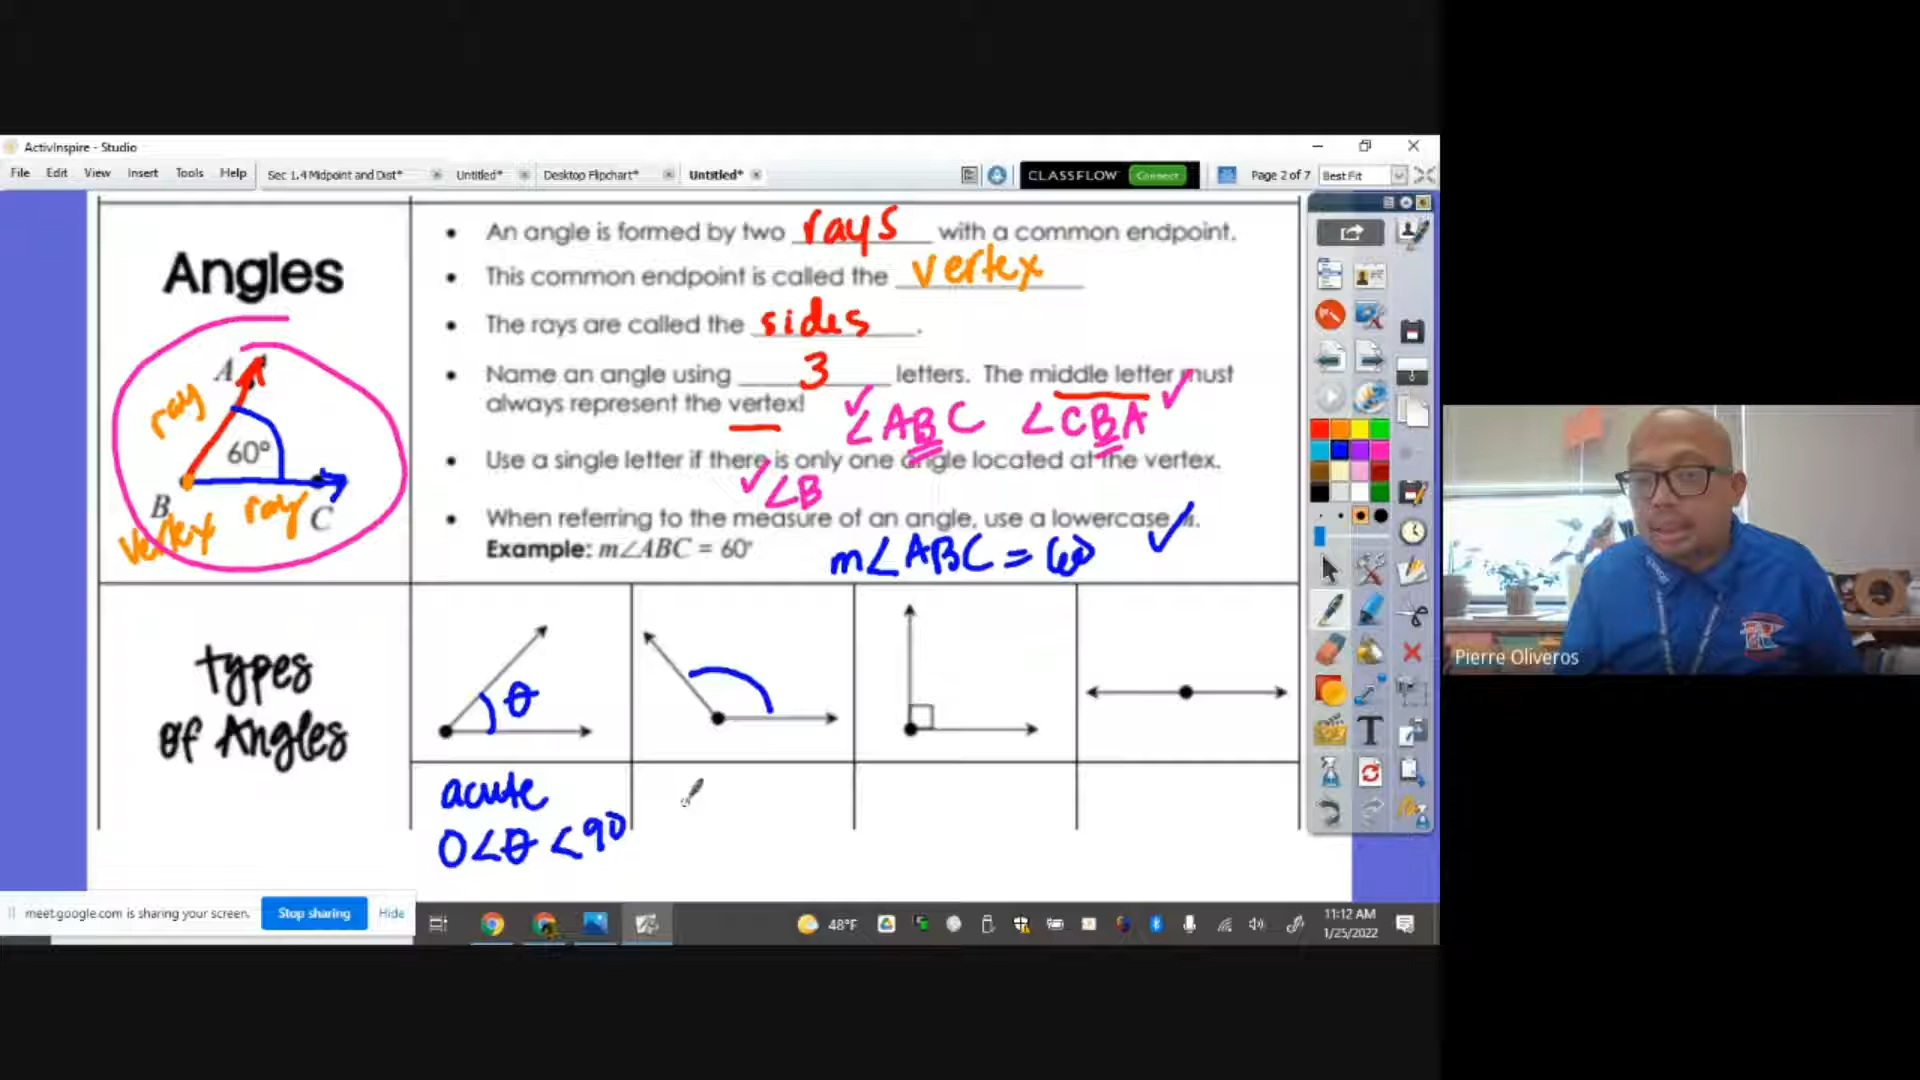 ActivInspire - Studio
File Edit View Insert Tools Help Sec 1.4 Midpoint and Dist* Untitled* Desktop Flipchart* Untitled* CLASSFLOW Connect Page 2 of 7 Best Fit
Angles
• An angle is formed by two rays with a common endpoint.
• This common endpoint is called the vertex
• The rays are called the sides.
• Name an angle using 3 letters. The middle letter must
always represent the vertex! ✓∠ABC ∠CBA ✓
• Use a single letter if there is only one angle located at the vertex.
✓∠B
• When referring to the measure of an angle, use a lowercase
Example: m∠ABC = 60° m∠ABC = 60 ✓
A
ray
60°
B
ray C
vertex
types
of Angles
θ
acute
0<θ<90
T
Pierre Oliveros
meet.google.com is sharing your screen. Stop sharing Hide
48°F
11:12 AM
1/25/2022